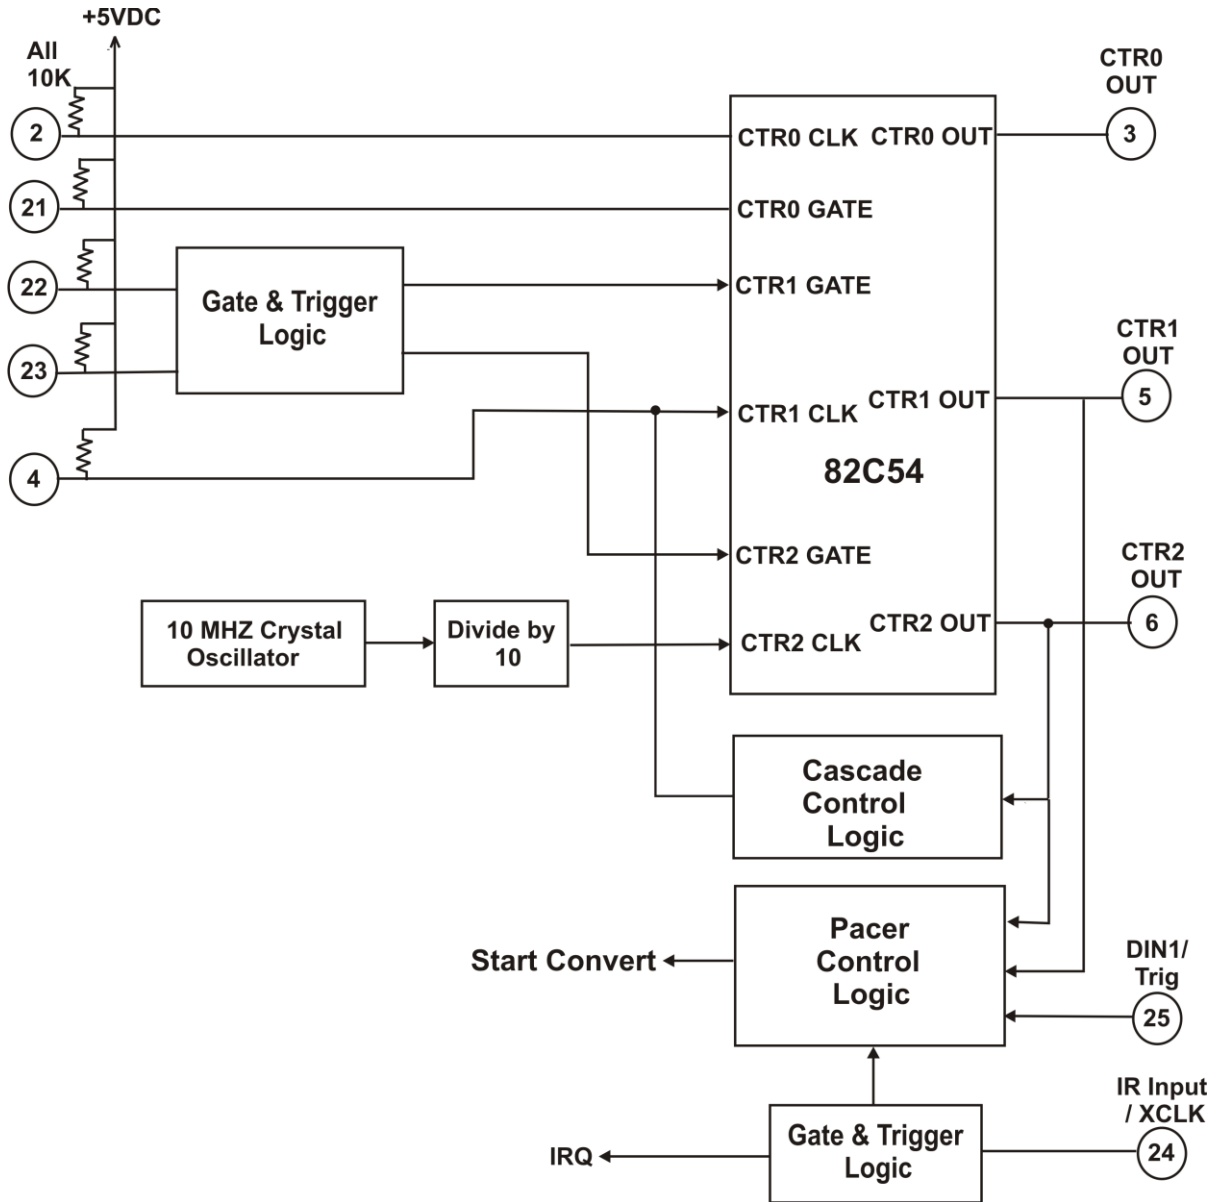 +5VDC
All
10K
CTR0
OUT
2
CTR0 CLK
CTR0 OUT
3
21
CTR0 GATE
22
Gate & Trigger
Logic
CTR1 GATE
23
CTR1
OUT
CTR1 CLK
CTR1 OUT
5
4
82C54
CTR2 GATE
CTR2
OUT
10 MHZ Crystal
Oscillator
Divide by
10
CTR2 CLK
CTR2 OUT
6
Cascade
Control
Logic
Pacer
Control
Logic
Start Convert
DIN1/
Trig
25
IR Input
/ XCLK
24
Gate & Trigger
Logic
IRQ